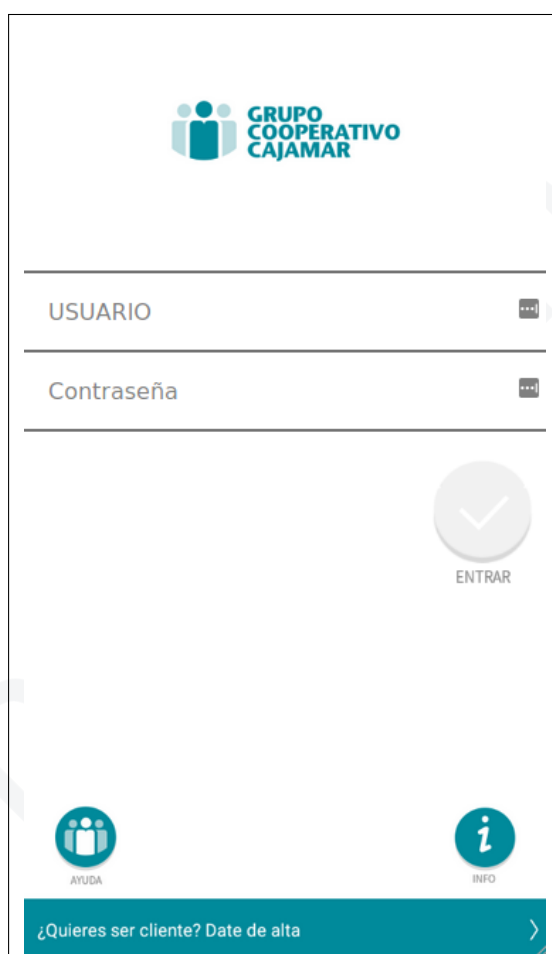 GRUPO
COOPERATIVO
CAJAMAR
USUARIO
Contraseña
ENTRAR
AYUDA
INFO
¿Quieres ser cliente? Date de alta